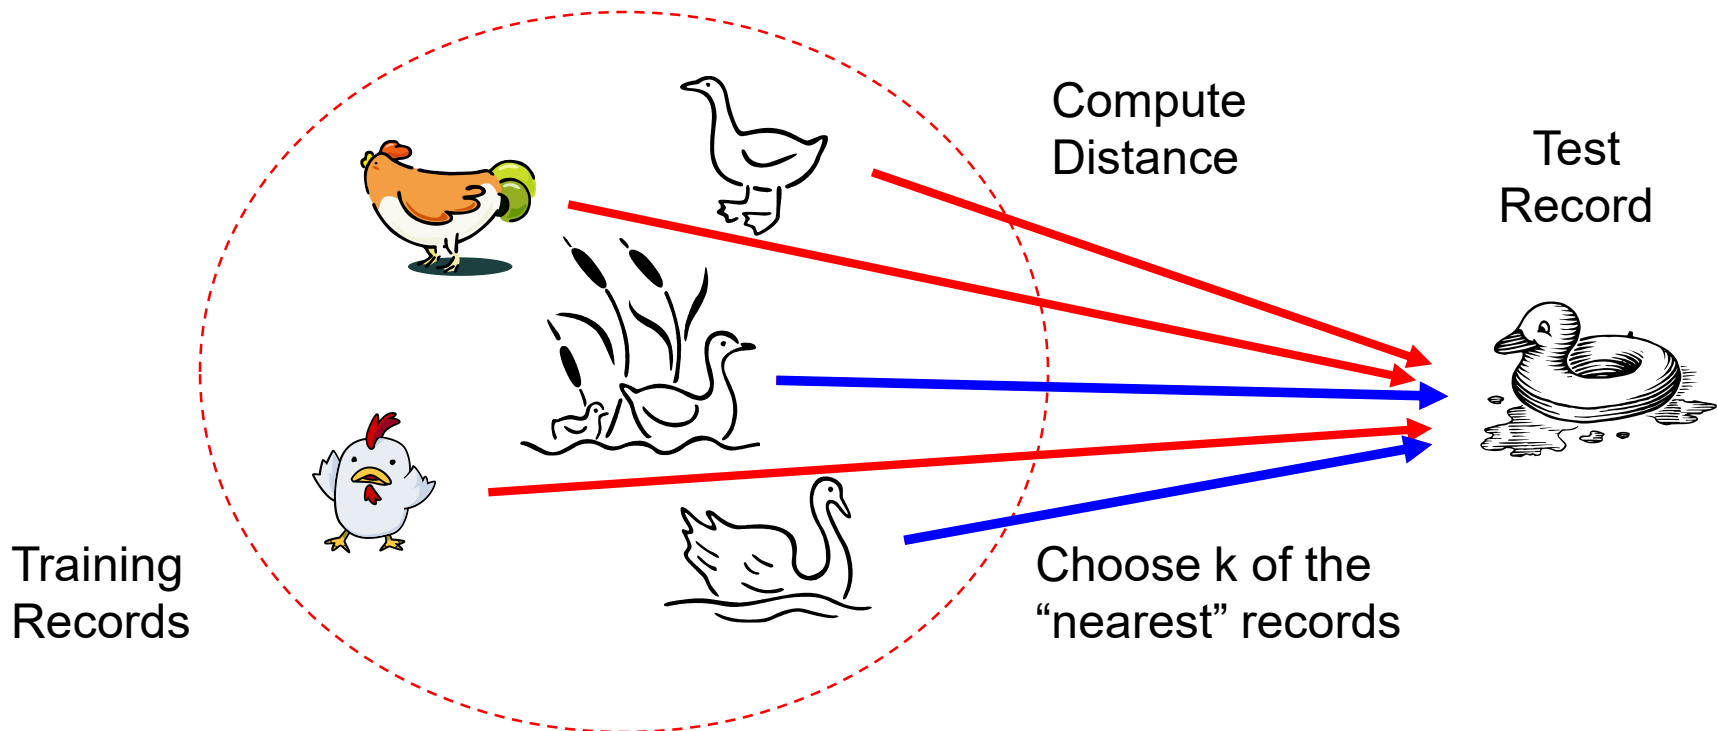 Compute
Distance
Test
Record
Training
Records
Choose k of the
“nearest” records